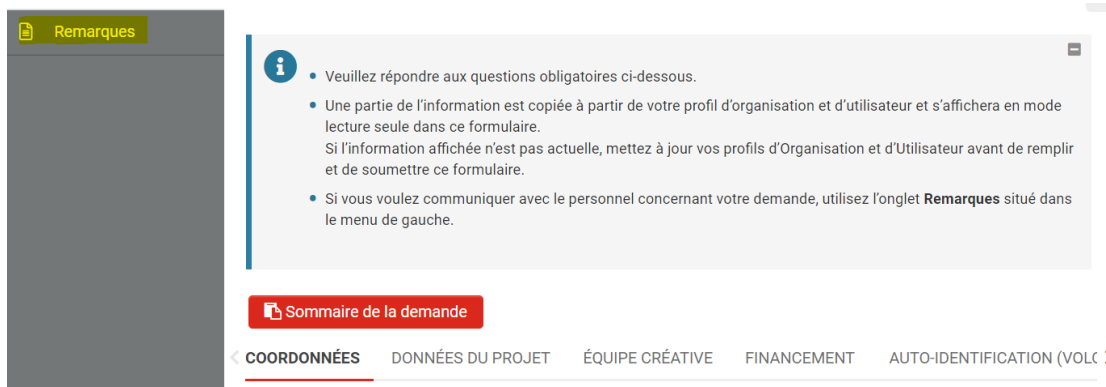 Remarques
• Veuillez répondre aux questions obligatoires ci-dessous.
• Une partie de l'information est copiée à partir de votre profil d'organisation et d'utilisateur et s'affichera en mode
lecture seule dans ce formulaire.
Si l'information affichée n'est pas actuelle, mettez à jour vos profils d'Organisation et d'Utilisateur avant de remplir
et de soumettre ce formulaire.
• Si vous voulez communiquer avec le personnel concernant votre demande, utilisez l'onglet Remarques situé dans
le menu de gauche.
Sommaire de la demande
COORDONNÉES DONNÉES DU PROJET ÉQUIPE CRÉATIVE FINANCEMENT AUTO-IDENTIFICATION